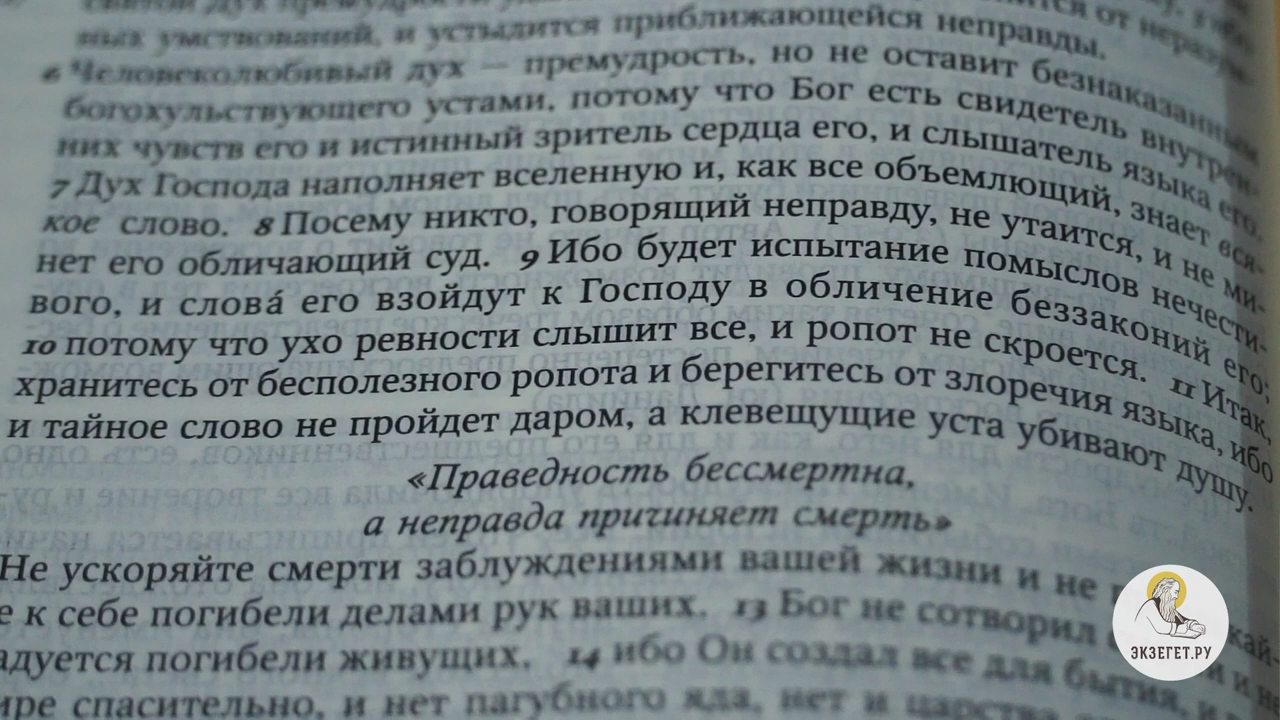 святой Дух премудрости
ных умствований, и устыдится приближающейся неправды.
6 Человеколюбивый дух — премудрость, но не оставит безнаказанным
богохульствующего устами, потому что Бог есть свидетель внутрен-
них чувств его и истинный зритель сердца его, и слышатель языка его.
7 Дух Господа наполняет вселенную и, как все объемлющий, знает вся-
кое слово. 8 Посему никто, говорящий неправду, не утаится, и не ми-
нет его обличающий суд. 9 Ибо будет испытание помыслов нечести-
вого, и словá его взойдут к Господу в обличение беззаконий его;
10 потому что ухо ревности слышит все, и ропот не скроется. 11 Итак,
хранитесь от бесполезного ропота и берегитесь от злоречия языка, ибо
и тайное слово не пройдет даром, а клевещущие уста убивают душу.
«Праведность бессмертна,
а неправда причиняет смерть»
Не ускоряйте смерти заблуждениями вашей жизни и не
е к себе погибели делами рук ваших. 13 Бог не сотворил
адуется погибели живущих. 14 ибо Он создал все для бытия, и
ире спасительно, и нет пагубного яда, нет и царства
ЭКЗЕГЕТ.РУ